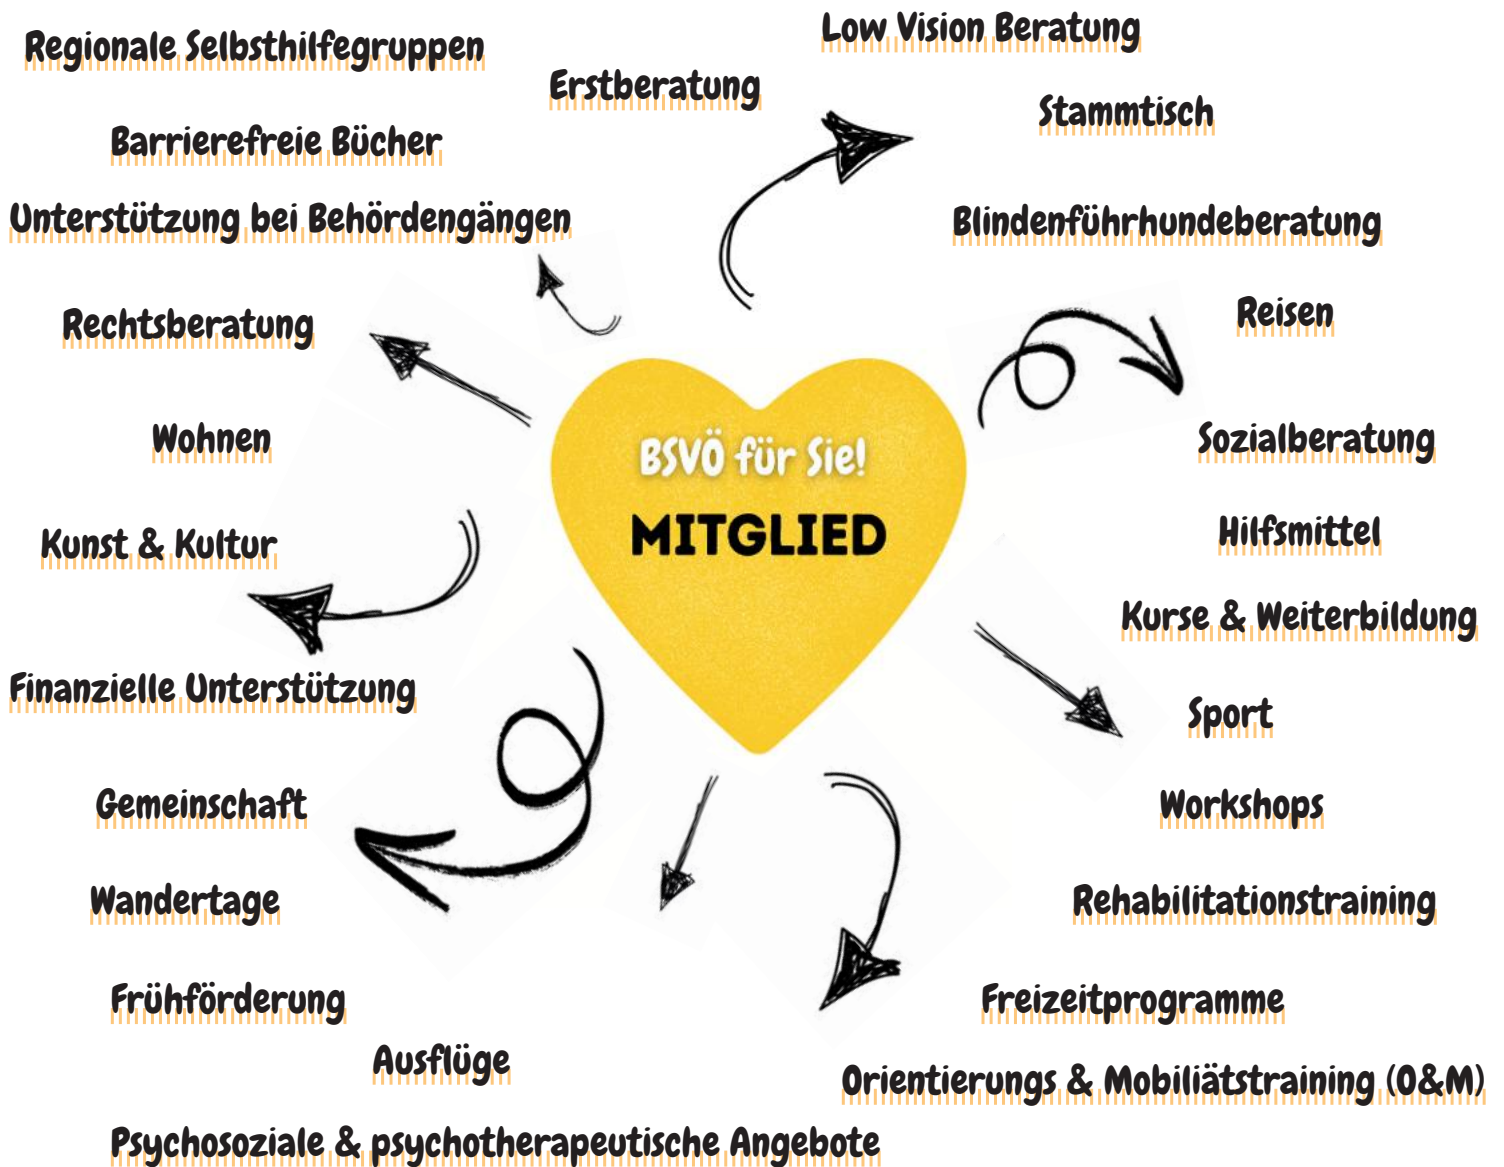 Low Vision Beratung
Regionale Selbsthilfegruppen
Erstberatung
Stammtisch
Barrierefreie Bücher
Unterstützung bei Behördengängen
Blindenführhundeberatung
Rechtsberatung
Reisen
Wohnen
Sozialberatung
BSVÖ für Sie!
MITGLIED
Kunst & Kultur
Hilfsmittel
Kurse & Weiterbildung
Finanzielle Unterstützung
Sport
Gemeinschaft
Workshops
Wandertage
Rehabilitationstraining
Frühförderung
Freizeitprogramme
Ausflüge
Orientierungs & Mobiliätstraining (O&M)
Psychosoziale & psychotherapeutische Angebote